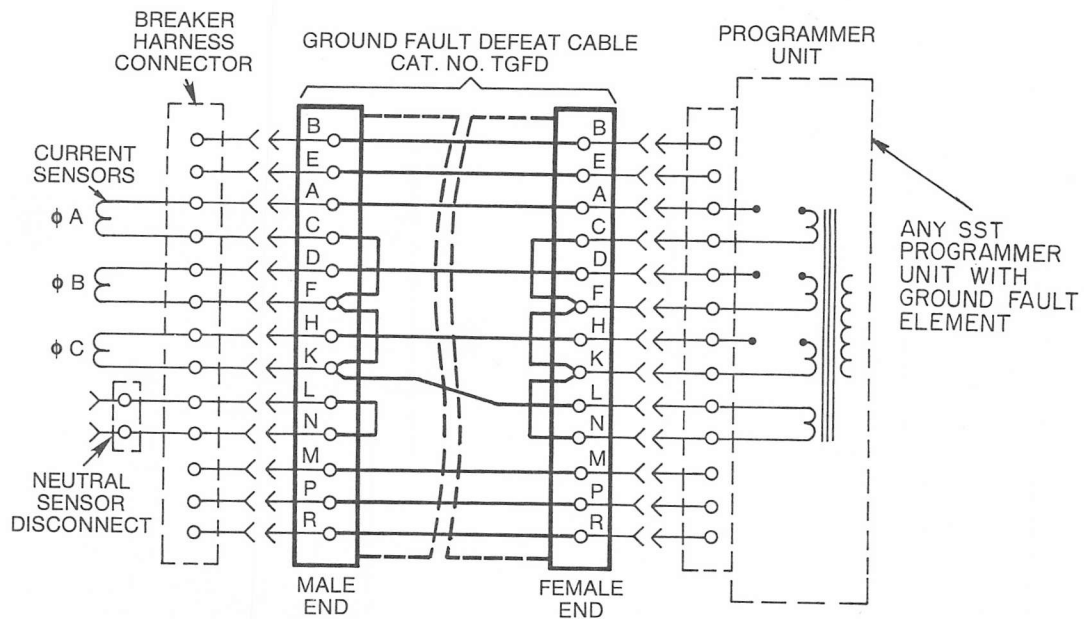 BREAKER
HARNESS
CONNECTOR
GROUND FAULT DEFEAT CABLE
CAT. NO. TGFD
PROGRAMMER
UNIT
CURRENT
SENSORS
ϕ A
ϕ B
ϕ C
NEUTRAL
SENSOR
DISCONNECT
B
E
A
C
D
F
H
K
L
N
M
P
R
MALE
END
B
E
A
C
D
F
H
K
L
N
M
P
R
FEMALE
END
ANY SST
PROGRAMMER
UNIT WITH
GROUND FAULT
ELEMENT